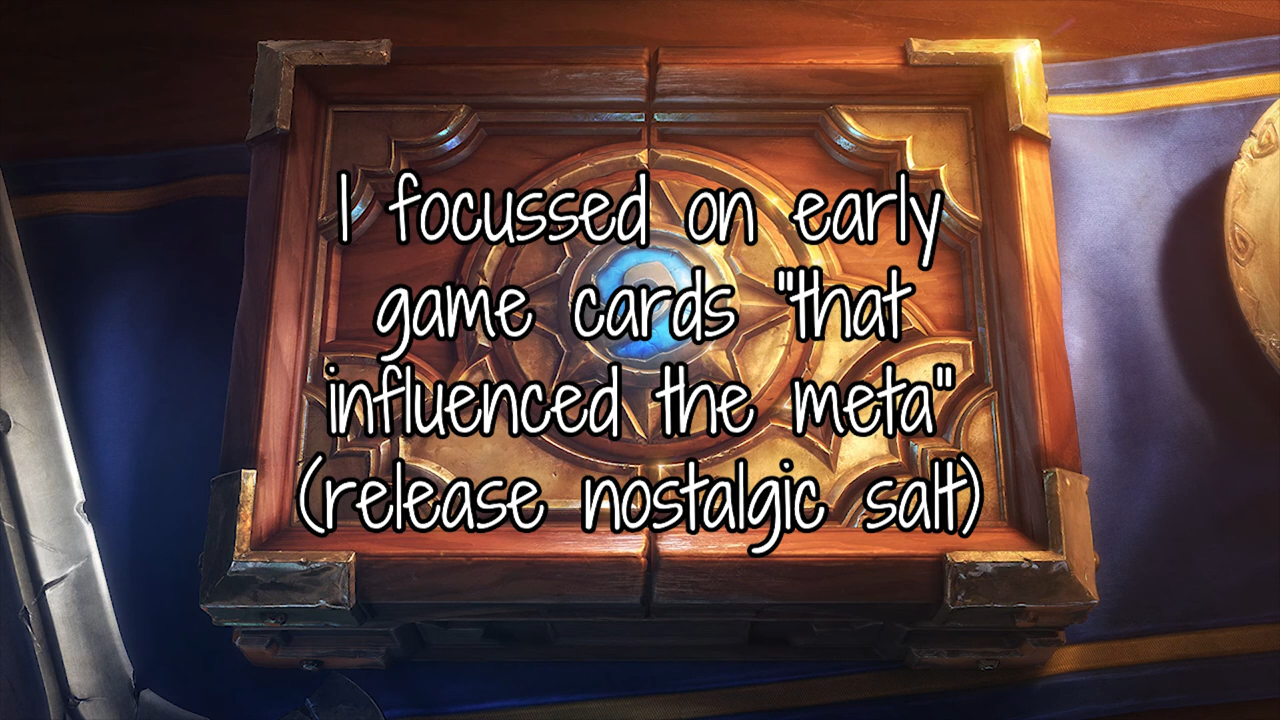 I focussed on early
game cards "that
influenced the meta"
(release nostalgic salt)